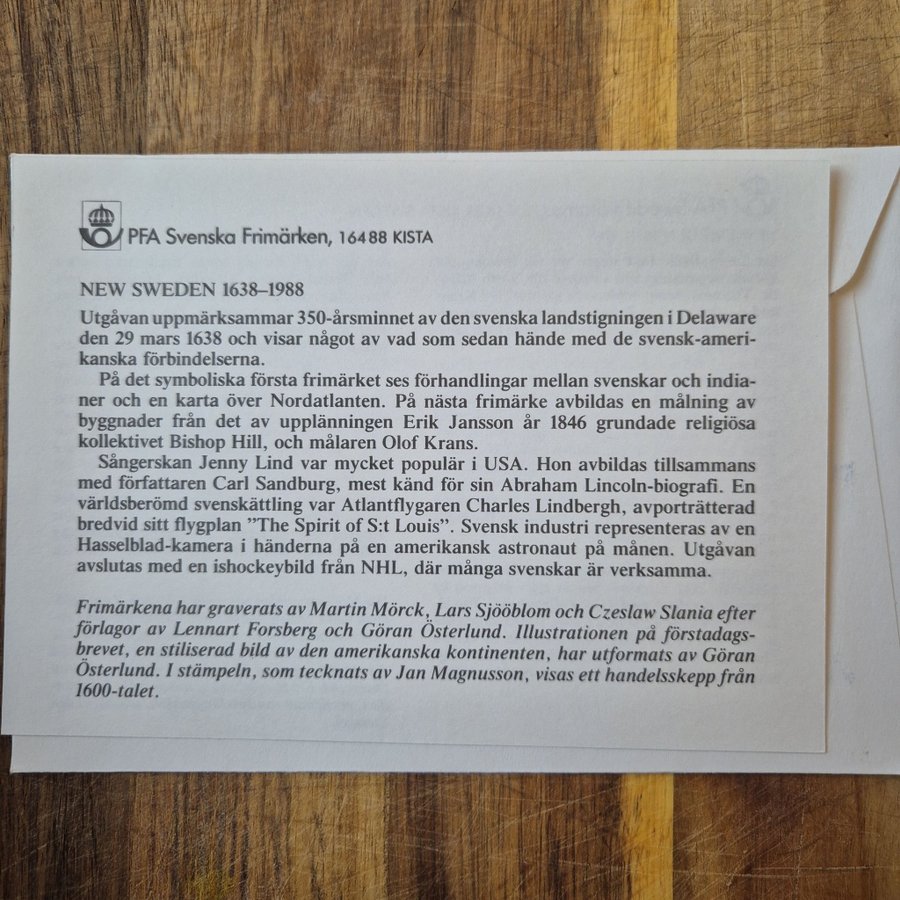 PFA Svenska Frimärken, 164 88 KISTA
NEW SWEDEN 1638–1988
Utgåvan uppmärksammar 350-årsminnet av den svenska landstigningen i Delaware
den 29 mars 1638 och visar något av vad som sedan hände med de svensk-ameri-
kanska förbindelserna.
På det symboliska första frimärket ses förhandlingar mellan svenskar och india-
ner och en karta över Nordatlanten. På nästa frimärke avbildas en målning av
byggnader från det av upplänningen Erik Jansson år 1846 grundade religiösa
kollektivet Bishop Hill, och målaren Olof Krans.
Sångerskan Jenny Lind var mycket populär i USA. Hon avbildas tillsammans
med författaren Carl Sandburg, mest känd för sin Abraham Lincoln-biografi. En
världsberömd svenskättling var Atlantflygaren Charles Lindbergh, avporträtterad
bredvid sitt flygplan ”The Spirit of S:t Louis”. Svensk industri representeras av en
Hasselblad-kamera i händerna på en amerikansk astronaut på månen. Utgåvan
avslutas med en ishockeybild från NHL, där många svenskar är verksamma.
Frimärkena har graverats av Martin Mörck, Lars Sjööblom och Czeslaw Slania efter
förlagor av Lennart Forsberg och Göran Österlund. Illustrationen på förstadags-
brevet, en stiliserad bild av den amerikanska kontinenten, har utformats av Göran
Österlund. I stämpeln, som tecknats av Jan Magnusson, visas ett handelsskepp från
1600-talet.